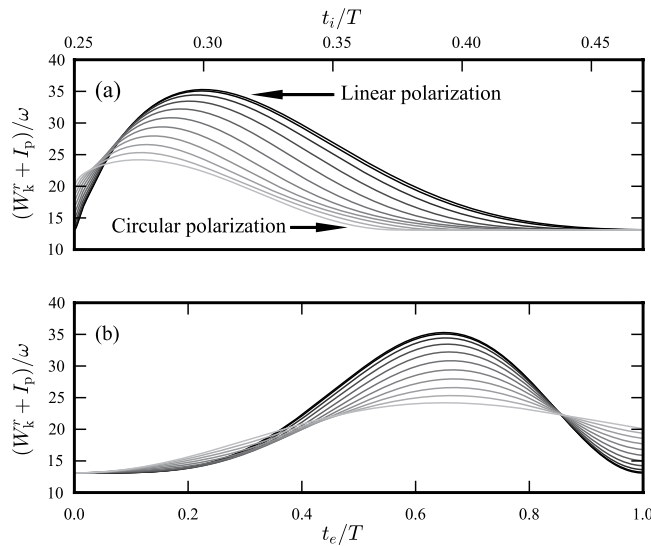 t_i/T
0.25 0.30 0.35 0.40 0.45
40
35
30
25
20
15
10
(W_k^r + I_p)/ω
(a)
Linear polarization
Circular polarization
40
35
30
25
20
15
10
(W_k^r + I_p)/ω
(b)
0.0 0.2 0.4 0.6 0.8 1.0
t_e/T